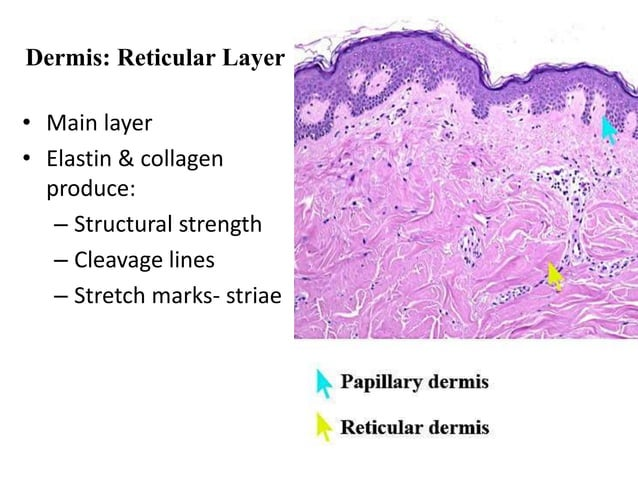 Dermis: Reticular Layer
• Main layer
• Elastin & collagen
produce:
– Structural strength
– Cleavage lines
– Stretch marks- striae
Papillary dermis
Reticular dermis